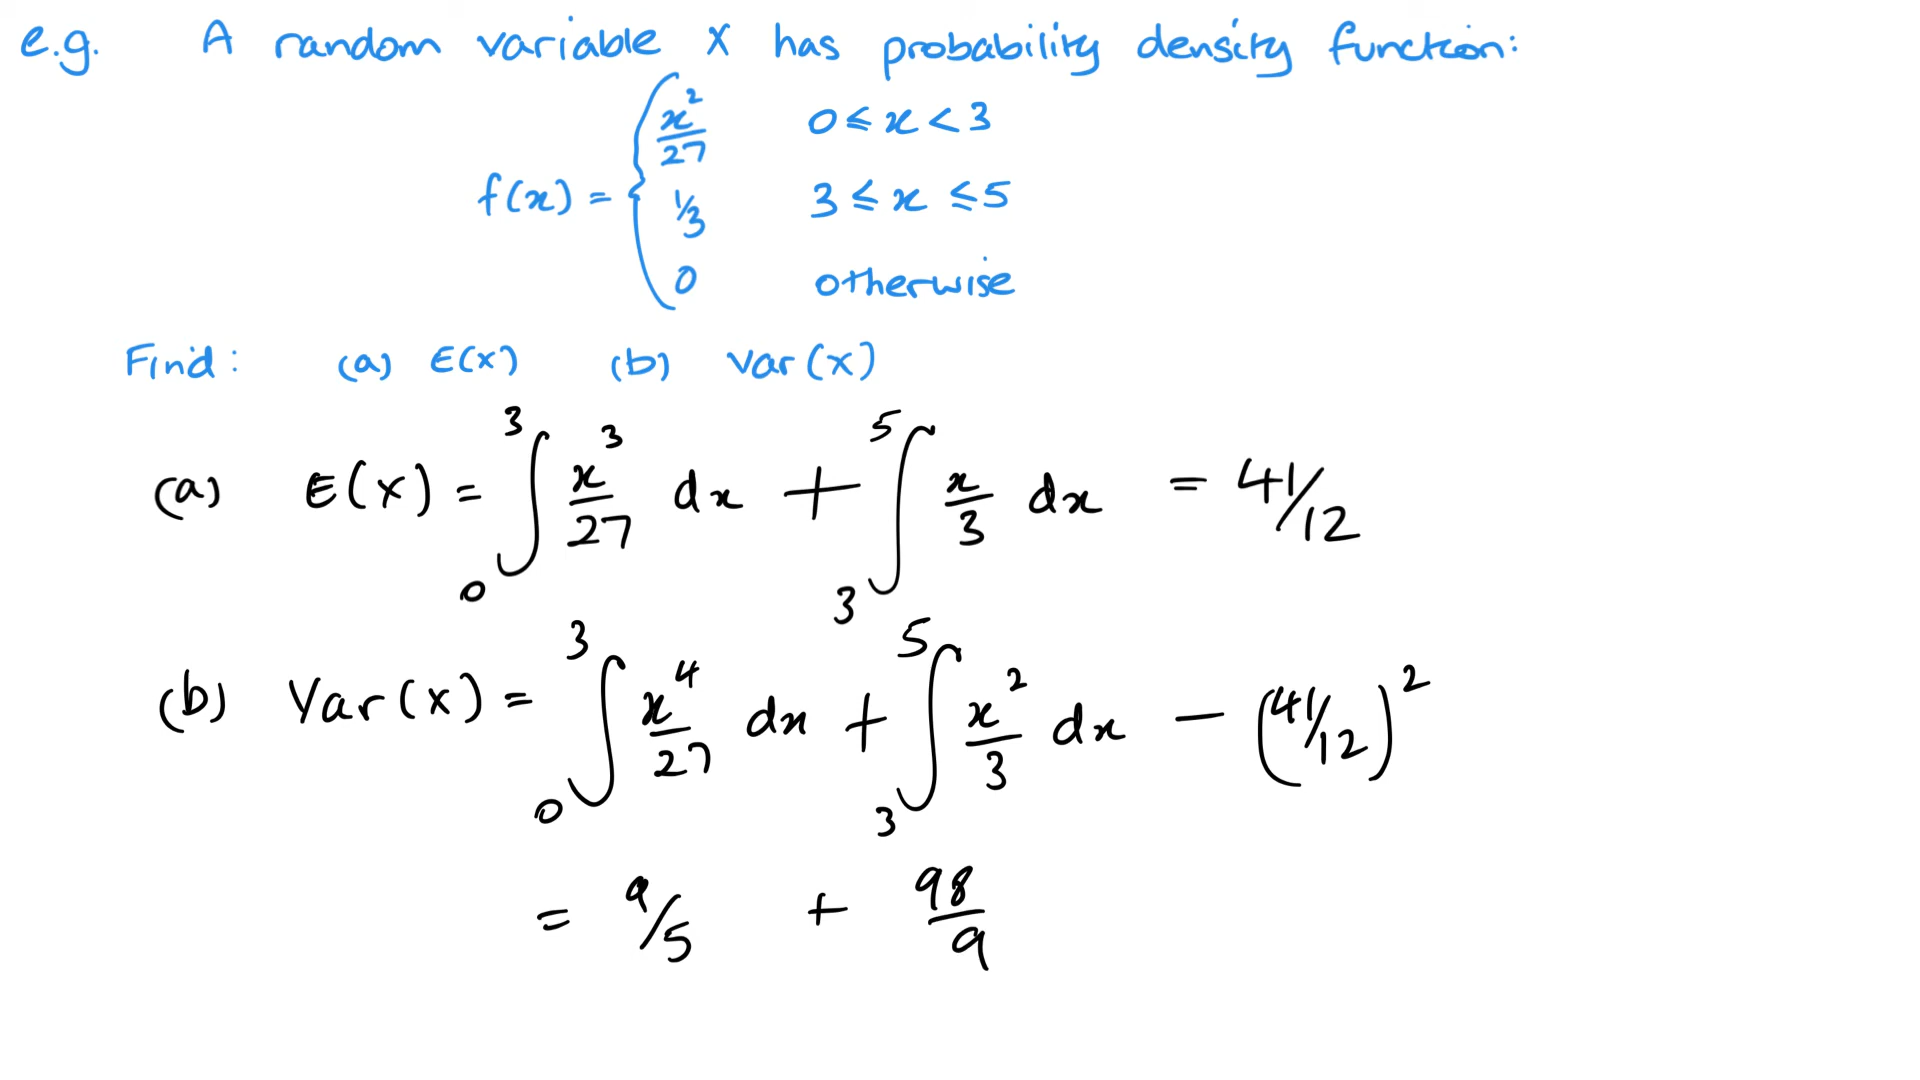 e.g. A random variable X has probability density function:
f(x) = { x²/27 0 ≤ x < 3
1/3 3 ≤ x ≤ 5
0 otherwise
Find: (a) E(X) (b) Var(X)
(a) E(X) = ∫₀³ x³/27 dx + ∫₃⁵ x/3 dx = 41/12
(b) Var(X) = ∫₀³ x⁴/27 dx + ∫₃⁵ x²/3 dx − (41/12)²
= 9/5 + 98/9